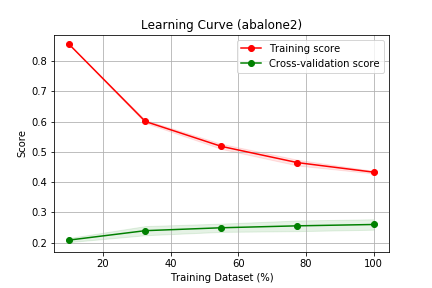 Learning Curve (abalone2)
Training score
Cross-validation score
Score
0.8
0.7
0.6
0.5
0.4
0.3
0.2
20 40 60 80 100
Training Dataset (%)